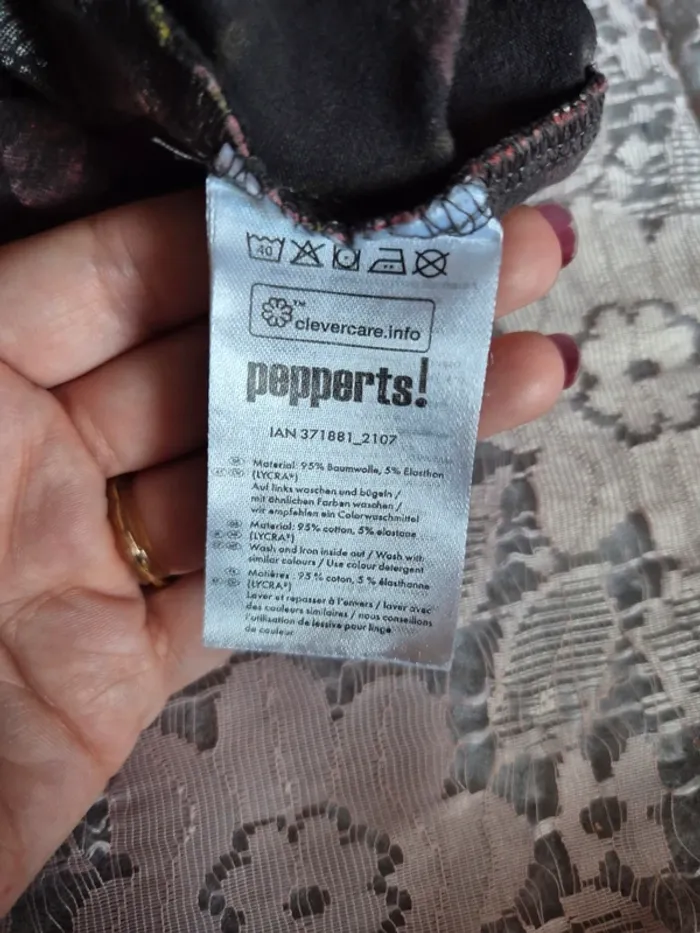 40
™
clevercare.info
pepperts!
IAN 371881_2107
Material: 95% Baumwolle, 5% Elasthan
(LYCRA®)
Auf links waschen und bügeln /
mit ähnlichen Farben waschen /
wir empfehlen ein Colorwaschmittel
Material: 95% cotton, 5% elastane
(LYCRA®)
Wash and Iron inside out / Wash with
similar colours / Use colour detergent
Matières : 95 % coton, 5 % élasthanne
(LYCRA®)
Laver et repasser à l'envers / laver avec
des couleurs similaires / nous conseillons
l'utilisation de lessive pour linge
de couleur